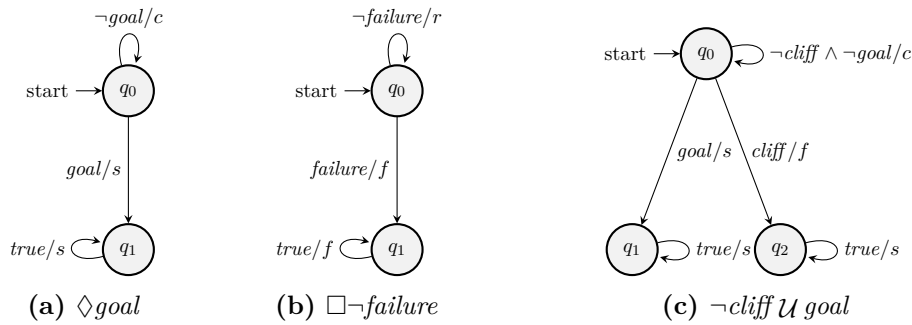 ¬goal/c
start
q0
goal/s
true/s
q1
(a) ◇goal
¬failure/r
start
q0
failure/f
true/f
q1
(b) □¬failure
start
q0
¬cliff ∧ ¬goal/c
goal/s
cliff/f
q1
true/s
q2
true/s
(c) ¬cliff 𝒰 goal